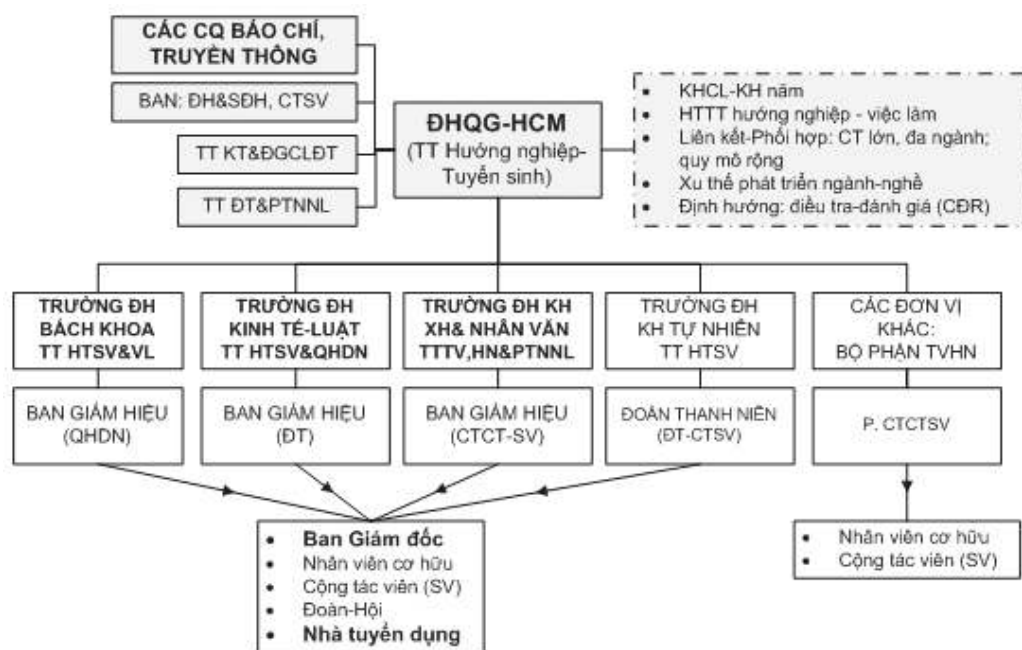 CÁC CQ BÁO CHÍ,
TRUYỀN THÔNG
BAN: ĐH&SĐH, CTSV
TT KT&ĐGCLĐT
TT ĐT&PTNNL
ĐHQG-HCM
(TT Hướng nghiệp-
Tuyển sinh)
• KHCL-KH năm
• HTTT hướng nghiệp - việc làm
• Liên kết-Phối hợp: CT lớn, đa ngành;
quy mô rộng
• Xu thế phát triển ngành-nghề
• Định hướng: điều tra-đánh giá (CĐR)
TRƯỜNG ĐH
BÁCH KHOA
TT HTSV&VL
TRƯỜNG ĐH
KINH TÉ-LUẬT
TT HTSV&QHDN
TRƯỜNG ĐH KH
XH& NHÂN VĂN
TTTV,HN&PTNNL
TRƯỜNG ĐH
KH TỰ NHIÊN
TT HTSV
CÁC ĐƠN VỊ
KHÁC:
BỘ PHẬN TVHN
BAN GIÁM HIỆU
(QHDN)
BAN GIÁM HIỆU
(ĐT)
BAN GIÁM HIỆU
(CTCT-SV)
ĐOÀN THANH NIÊN
(ĐT-CTSV)
P. CTCTSV
• Ban Giám đốc
• Nhân viên cơ hữu
• Cộng tác viên (SV)
• Đoàn-Hội
• Nhà tuyển dụng
• Nhân viên cơ hữu
• Cộng tác viên (SV)